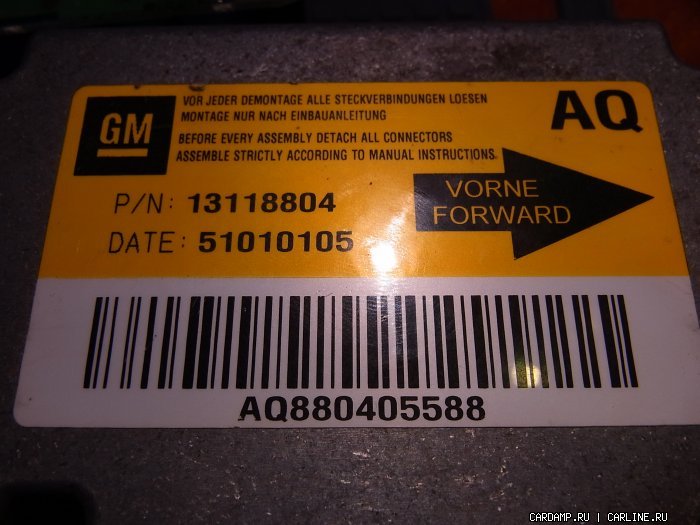 VOR JEDER DEMONTAGE ALLE STECKVERBINDUNGEN LOESEN
MONTAGE NUR NACH EINBAUANLEITUNG
BEFORE EVERY ASSEMBLY DETACH ALL CONNECTORS
ASSEMBLE STRICTLY ACCORDING TO MANUAL INSTRUCTIONS.
GM
AQ
P/N: 13118804
DATE: 51010105
VORNE
FORWARD
AQ880405588
CARDAMP.RU | CARLINE.RU